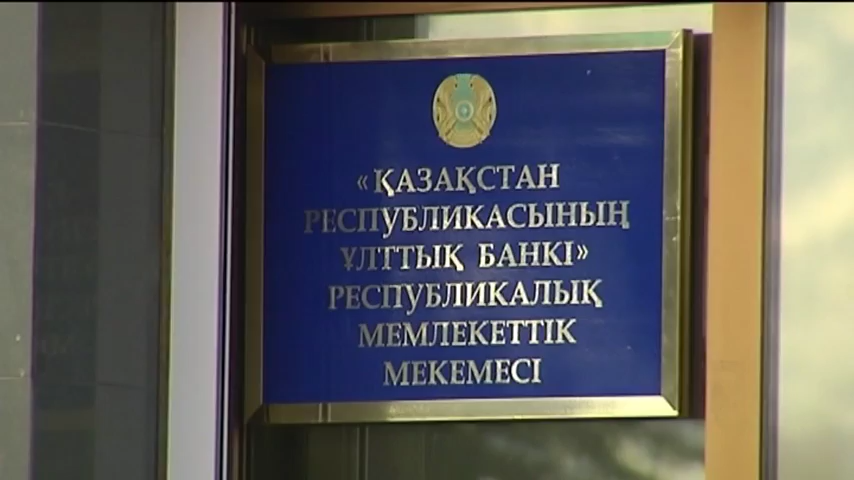 «ҚАЗАҚСТАН
РЕСПУБЛИКАСЫНЫҢ
ҰЛТТЫҚ БАНКІ»
РЕСПУБЛИКАЛЫҚ
МЕМЛЕКЕТТІК
МЕКЕМЕСІ